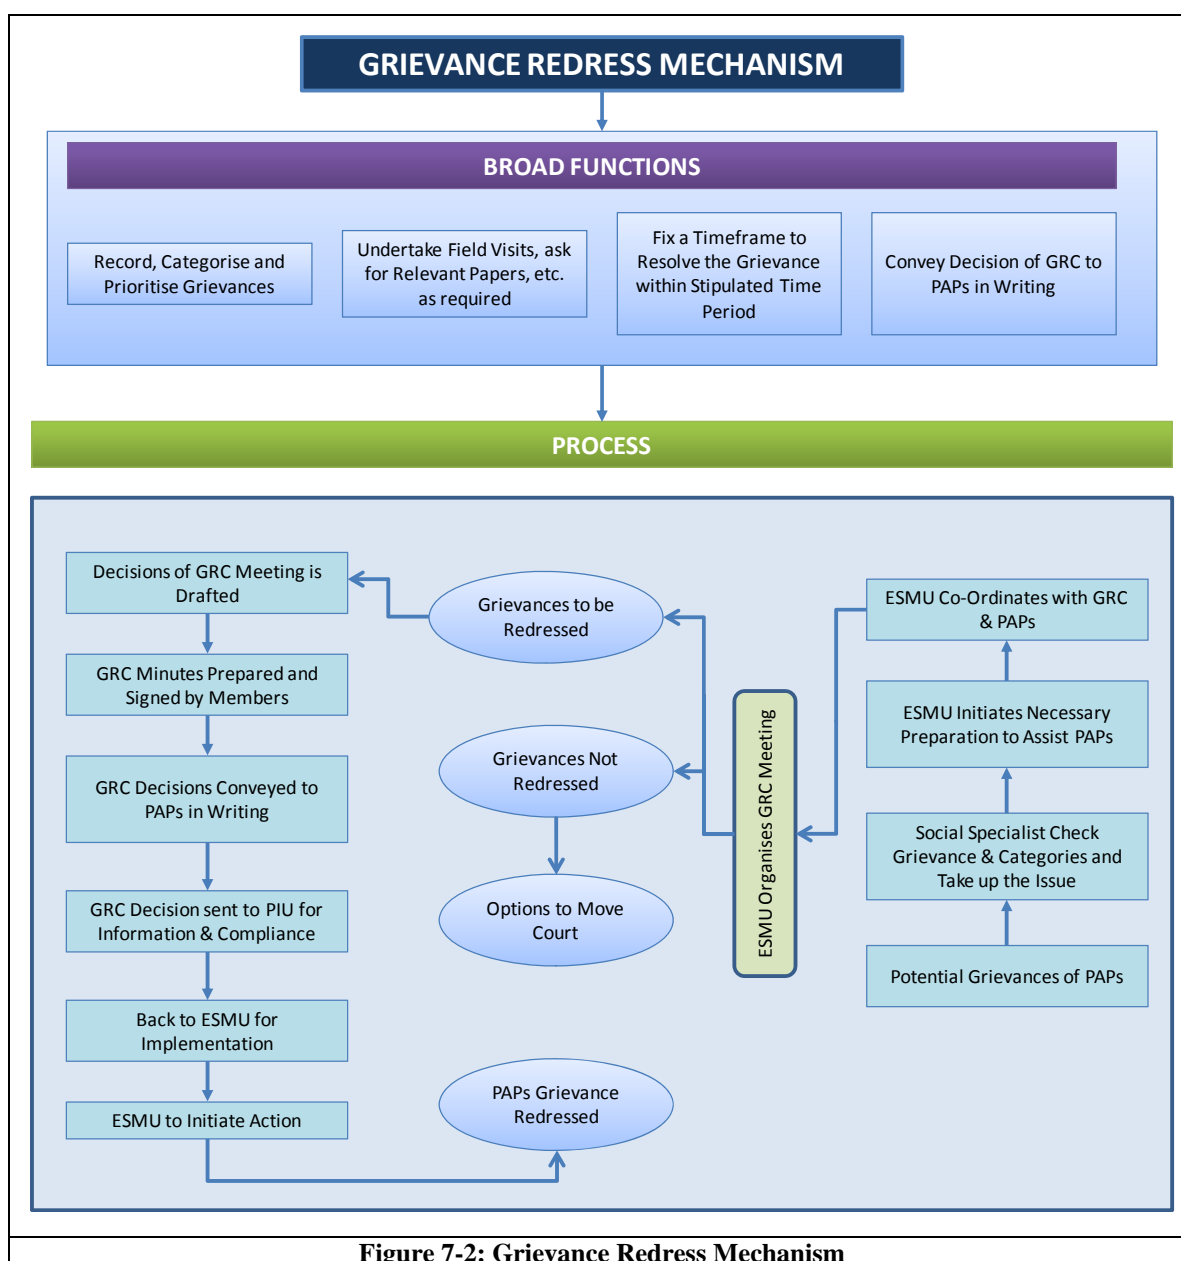 GRIEVANCE REDRESS MECHANISM
BROAD FUNCTIONS
Record, Categorise and
Prioritise Grievances
Undertake Field Visits, ask
for Relevant Papers, etc.
as required
Fix a Timeframe to
Resolve the Grievance
within Stipulated Time
Period
Convey Decision of GRC to
PAPs in Writing
PROCESS
Decisions of GRC Meeting is
Drafted
GRC Minutes Prepared and
Signed by Members
GRC Decisions Conveyed to
PAPs in Writing
GRC Decision sent to PIU for
Information & Compliance
Back to ESMU for
Implementation
ESMU to Initiate Action
Grievances to be
Redressed
Grievances Not
Redressed
Options to Move
Court
PAPs Grievance
Redressed
ESMU Organises GRC Meeting
ESMU Co-Ordinates with GRC
& PAPs
ESMU Initiates Necessary
Preparation to Assist PAPs
Social Specialist Check
Grievance & Categories and
Take up the Issue
Potential Grievances of PAPs
Figure 7-2: Grievance Redress Mechanism